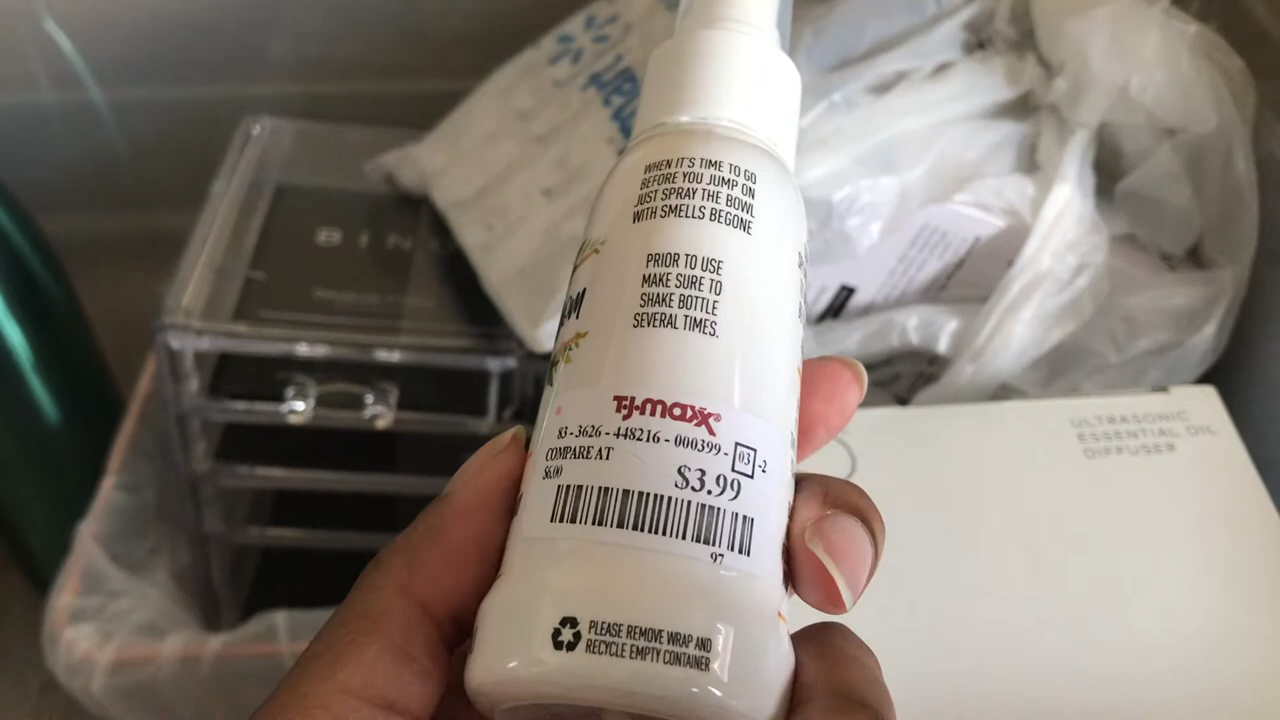 WHEN IT'S TIME TO GO
BEFORE YOU JUMP ON
JUST SPRAY THE BOWL
WITH SMELLS BEGONE
PRIOR TO USE
MAKE SURE TO
SHAKE BOTTLE
SEVERAL TIMES.
T·J·maxx®
83-3626-448216-000399-03-2
COMPARE AT
$6.00
$3.99
97
PLEASE REMOVE WRAP AND
RECYCLE EMPTY CONTAINER
ULTRASONIC
ESSENTIAL OIL
DIFFUSER